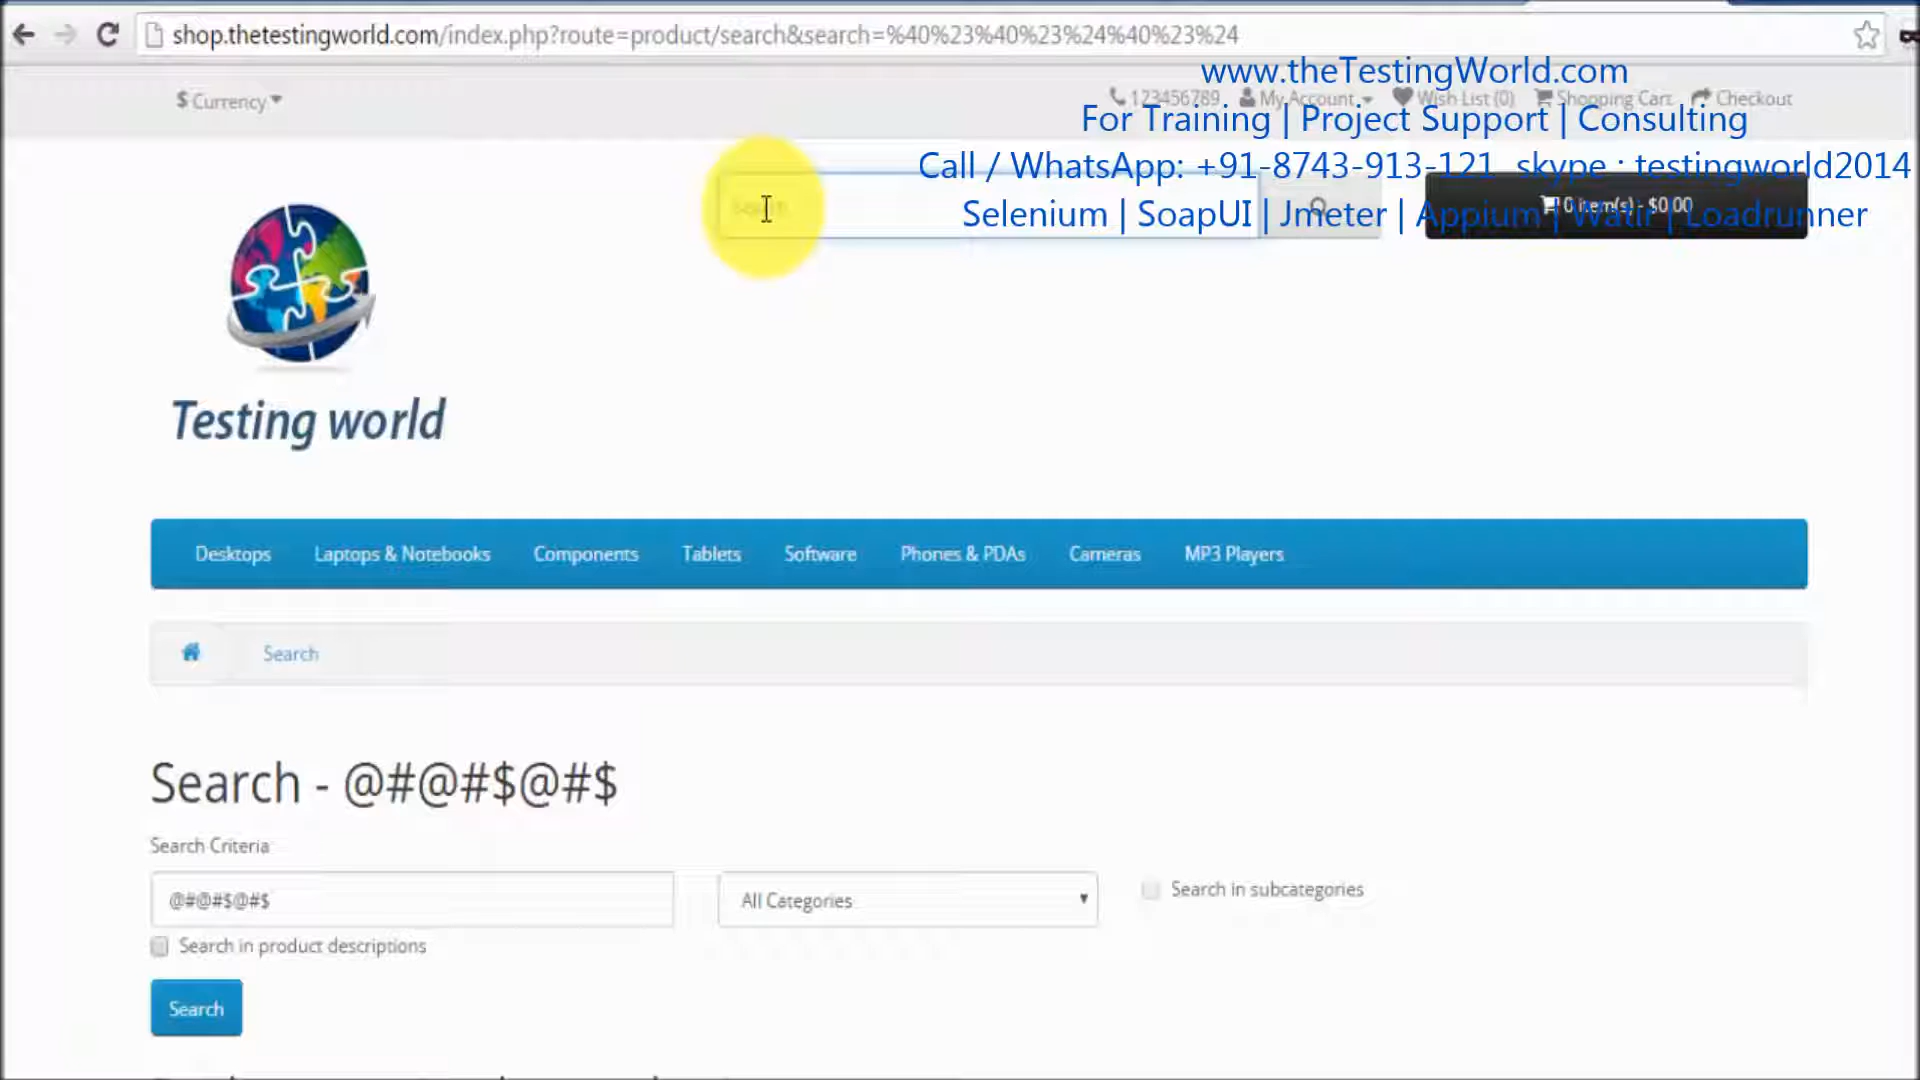 shop.thetestingworld.com/index.php?route=product/search&search=%40%23%40%23%24%40%23%24
www.theTestingWorld.com
$ Currency
123456789 My Account Wish List (0) Shopping Cart Checkout
For Training | Project Support | Consulting
Call / WhatsApp: +91-8743-913-121 skype : testingworld2014
Search
0 item(s) - $0.00
Selenium | SoapUI | Jmeter | Appium | Watir | Loadrunner
Testing world
Desktops Laptops & Notebooks Components Tablets Software Phones & PDAs Cameras MP3 Players
Search
Search - @#@#$@#$
Search Criteria
@#@#$@#$
All Categories
Search in subcategories
Search in product descriptions
Search